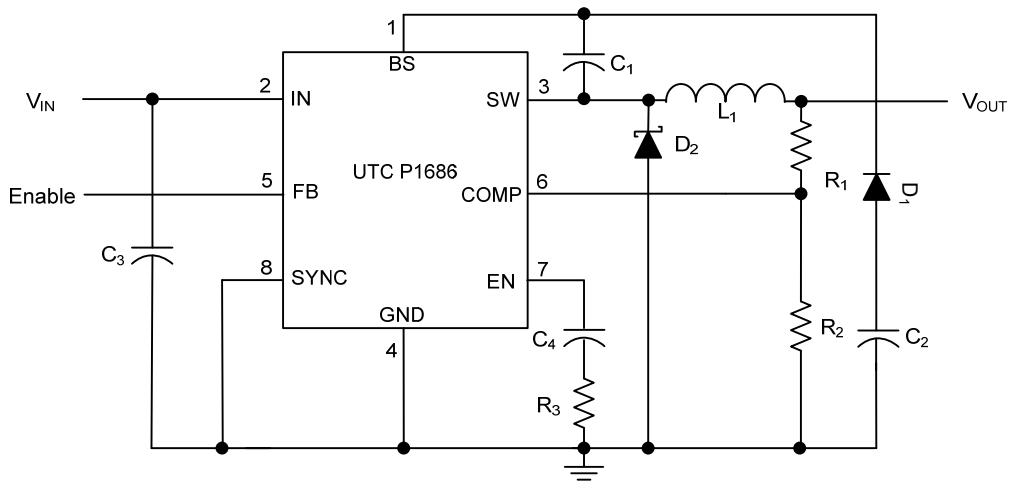 1
BS
C1
2
3
VIN
IN
SW
VOUT
L1
D2
UTC P1686
5
6
R1
D1
Enable
FB
COMP
C3
8
7
SYNC
EN
GND
C4
R2
C2
4
R3